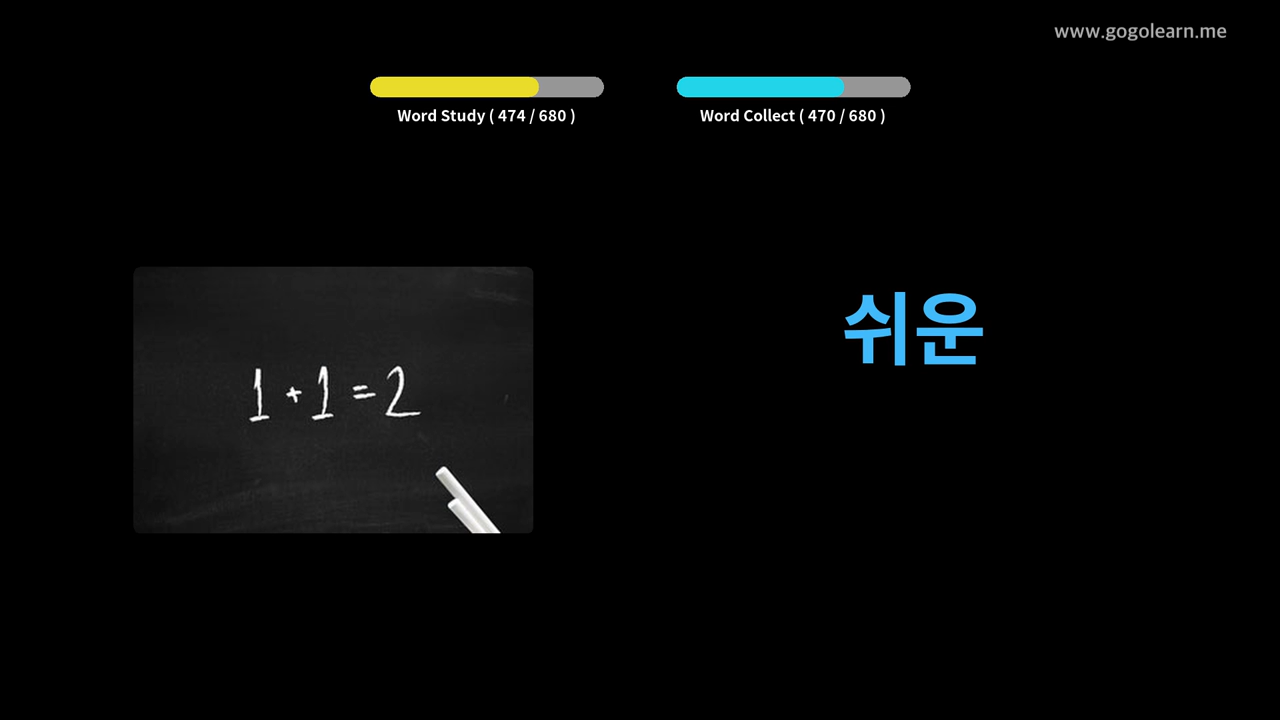 www.gogolearn.me
Word Study ( 474 / 680 )
Word Collect ( 470 / 680 )
1 + 1 = 2
쉬운